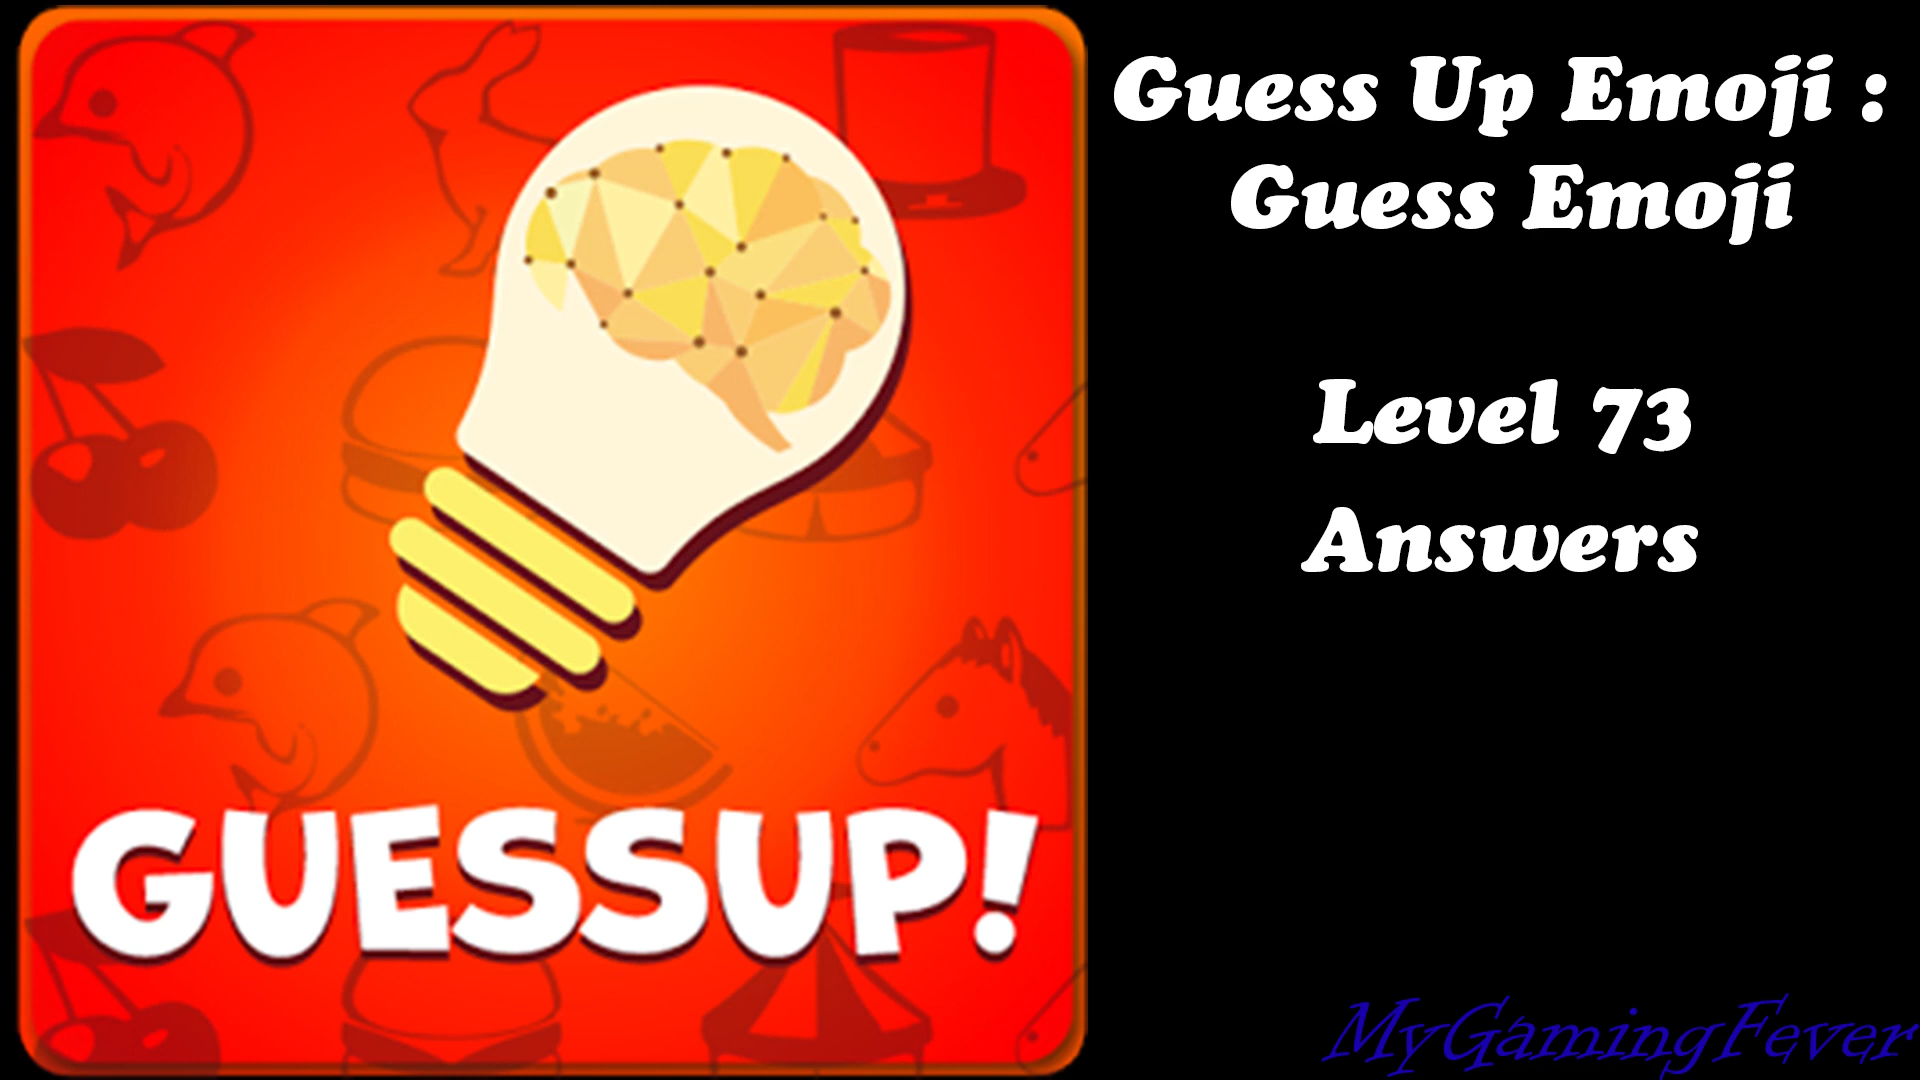 GUESSUP!
Guess Up Emoji :
Guess Emoji
Level 73
Answers
MyGamingFever